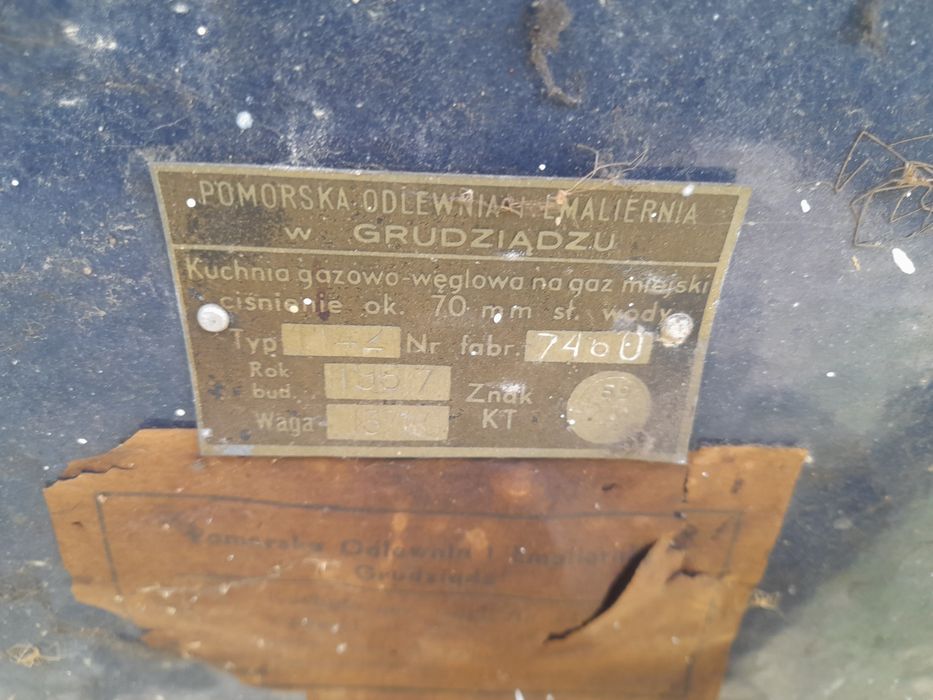 POMORSKA ODLEWNIA I EMALIERNIA
w GRUDZIĄDZU
Kuchnia gazowo-węglowa na gaz miejski
ciśnienie ok. 70 mm sł. wody
Typ Nr fabr. 7460
Rok
bud. 1957
Znak
Waga KT
Pomorska Odlewnia i Emaliernia
Grudziądz